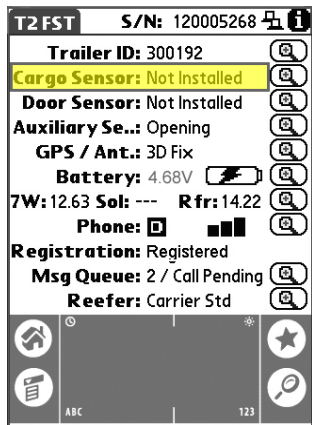 T2 FST S/N: 120005268
Trailer ID: 300192
Cargo Sensor: Not Installed
Door Sensor: Not Installed
Auxiliary Se..: Opening
GPS / Ant.: 3D Fix
Battery: 4.68V
7W: 12.63 Sol: --- Rfr: 14.22
Phone: D
Registration: Registered
Msg Queue: 2 / Call Pending
Reefer: Carrier Std
ABC 123